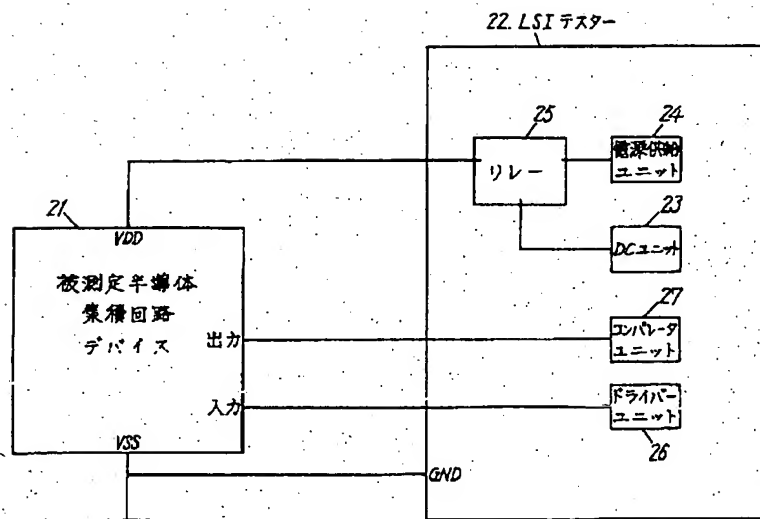 22. LSI テスター
25
24
リレー
電源供給
ユニット
21
VDD
23
DCユニット
被測定半導体
集積回路
デバイス
27
出力
コンパレータ
ユニット
入力
ドライバー
ユニット
VSS
GND
26